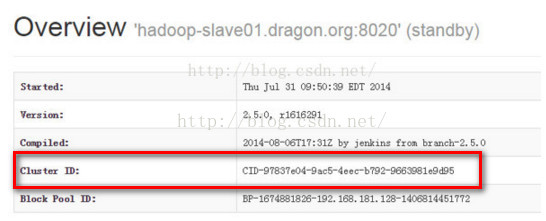 Overview 'hadoop-slave01.dragon.org:8020' (standby)
http://blog.csdn.net/
Started: Thu Jul 31 09:50:39 EDT 2014
Version: 2.5.0, r1616291
http://blog.csdn.net/
Compiled: 2014-08-06T17:31Z by jenkins from branch-2.5.0
Cluster ID: CID-97837e04-9ac5-4eec-b792-9663981e9d95
Block Pool ID: BP-1674881826-192.168.181.128-1406814451772